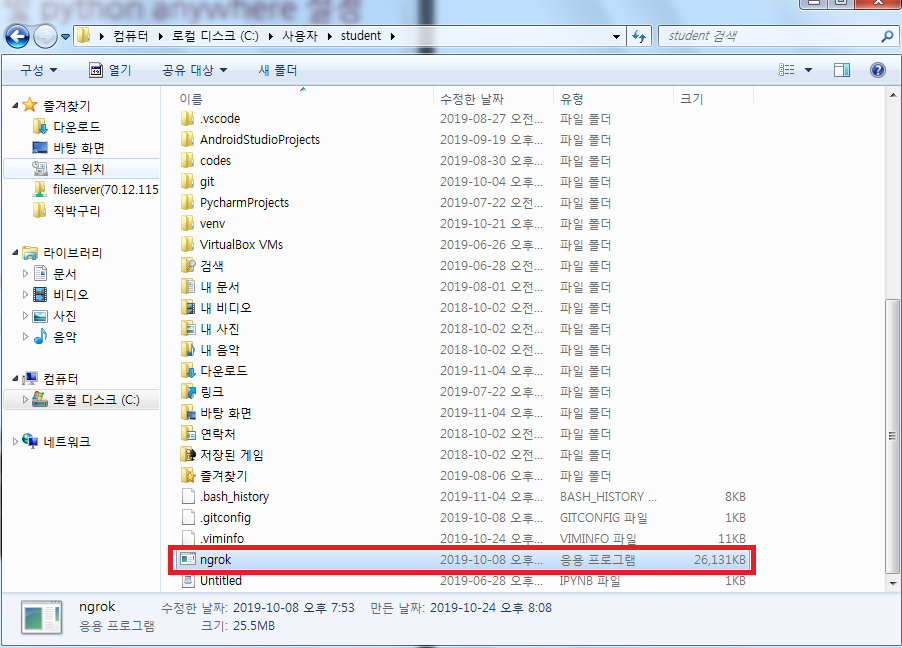 및 python anywhere 설정
컴퓨터 ▸ 로컬 디스크 (C:) ▸ 사용자 ▸ student ▸
student 검색
구성 열기 공유 대상 새 폴더
즐겨찾기
다운로드
바탕 화면
최근 위치
fileserver(70.12.115
직박구리
라이브러리
문서
비디오
사진
음악
컴퓨터
로컬 디스크 (C:)
네트워크
이름 수정한 날짜 유형 크기
.vscode 2019-08-27 오전... 파일 폴더
AndroidStudioProjects 2019-09-19 오후... 파일 폴더
codes 2019-08-30 오후... 파일 폴더
git 2019-10-04 오후... 파일 폴더
PycharmProjects 2019-07-22 오후... 파일 폴더
venv 2019-10-21 오후... 파일 폴더
VirtualBox VMs 2019-06-26 오후... 파일 폴더
검색 2019-06-28 오전... 파일 폴더
내 문서 2019-08-01 오전... 파일 폴더
내 비디오 2018-10-02 오전... 파일 폴더
내 사진 2018-10-02 오전... 파일 폴더
내 음악 2018-10-02 오전... 파일 폴더
다운로드 2019-11-04 오후... 파일 폴더
링크 2019-07-22 오후... 파일 폴더
바탕 화면 2019-11-04 오후... 파일 폴더
연락처 2018-10-02 오전... 파일 폴더
저장된 게임 2018-10-02 오전... 파일 폴더
즐겨찾기 2019-08-06 오후... 파일 폴더
.bash_history 2019-11-04 오후... BASH_HISTORY ... 8KB
.gitconfig 2019-10-08 오후... GITCONFIG 파일 1KB
.viminfo 2019-10-24 오후... VIMINFO 파일 11KB
ngrok 2019-10-08 오후... 응용 프로그램 26,131KB
Untitled 2019-06-28 오후... IPYNB 파일 1KB
ngrok 수정한 날짜: 2019-10-08 오후 7:53 만든 날짜: 2019-10-24 오후 8:08
응용 프로그램 크기: 25.5MB